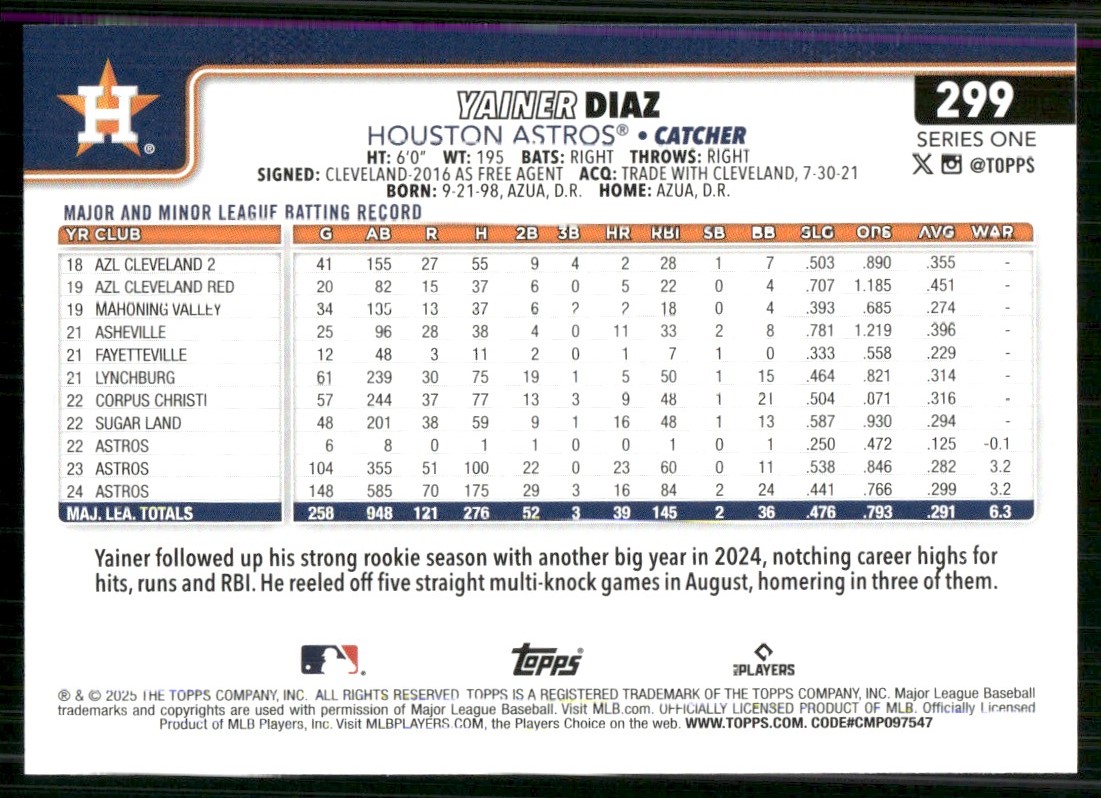 H ®
YAINER DIAZ
HOUSTON ASTROS® • CATCHER
HT: 6'0" WT: 195 BATS: RIGHT THROWS: RIGHT
SIGNED: CLEVELAND-2016 AS FREE AGENT ACQ: TRADE WITH CLEVELAND, 7-30-21
BORN: 9-21-98, AZUA, D.R. HOME: AZUA, D.R.
299
SERIES ONE
X @TOPPS
MAJOR AND MINOR LEAGUE BATTING RECORD
YR CLUB G AB R H 2B 3B HR RBI SB BB SLG OPS AVG WAR
18 AZL CLEVELAND 2 41 155 27 55 9 4 2 28 1 7 .503 .890 .355 -
19 AZL CLEVELAND RED 20 82 15 37 6 0 5 22 0 4 .707 1.185 .451 -
19 MAHONING VALLEY 34 135 13 37 6 18 0 4 .393 .685 .274 -
21 ASHEVILLE 25 96 28 38 4 0 11 33 2 8 .781 1.219 .396 -
21 FAYETTEVILLE 12 48 3 11 2 0 1 7 1 0 .333 .558 .229 -
21 LYNCHBURG 61 239 30 75 19 1 5 50 1 15 .464 .821 .314 -
22 CORPUS CHRISTI 57 244 37 77 13 3 9 48 1 21 .504 .316 -
22 SUGAR LAND 48 201 38 59 9 1 16 48 1 13 .587 .930 .294 -
22 ASTROS 6 8 0 1 1 0 0 1 0 1 .250 .472 .125 -0.1
23 ASTROS 104 355 51 100 22 0 23 60 0 11 .538 .846 .282 3.2
24 ASTROS 148 585 70 175 29 3 16 84 2 24 .441 .766 .299 3.2
MAJ. LEA. TOTALS 258 948 121 276 52 3 39 145 2 36 .476 .793 .291 6.3
Yainer followed up his strong rookie season with another big year in 2024, notching career highs for
hits, runs and RBI. He reeled off five straight multi-knock games in August, homering in three of them.
Topps
PLAYERS
® & © 2025 THE TOPPS COMPANY, INC. ALL RIGHTS RESERVED. TOPPS IS A REGISTERED TRADEMARK OF THE TOPPS COMPANY, INC. Major League Baseball
trademarks and copyrights are used with permission of Major League Baseball. Visit MLB.com. OFFICIALLY LICENSED PRODUCT OF MLB. Officially Licensed
Product of MLB Players, Inc. Visit MLBPLAYERS.COM, the Players Choice on the web. WWW.TOPPS.COM. CODE#CMP097547